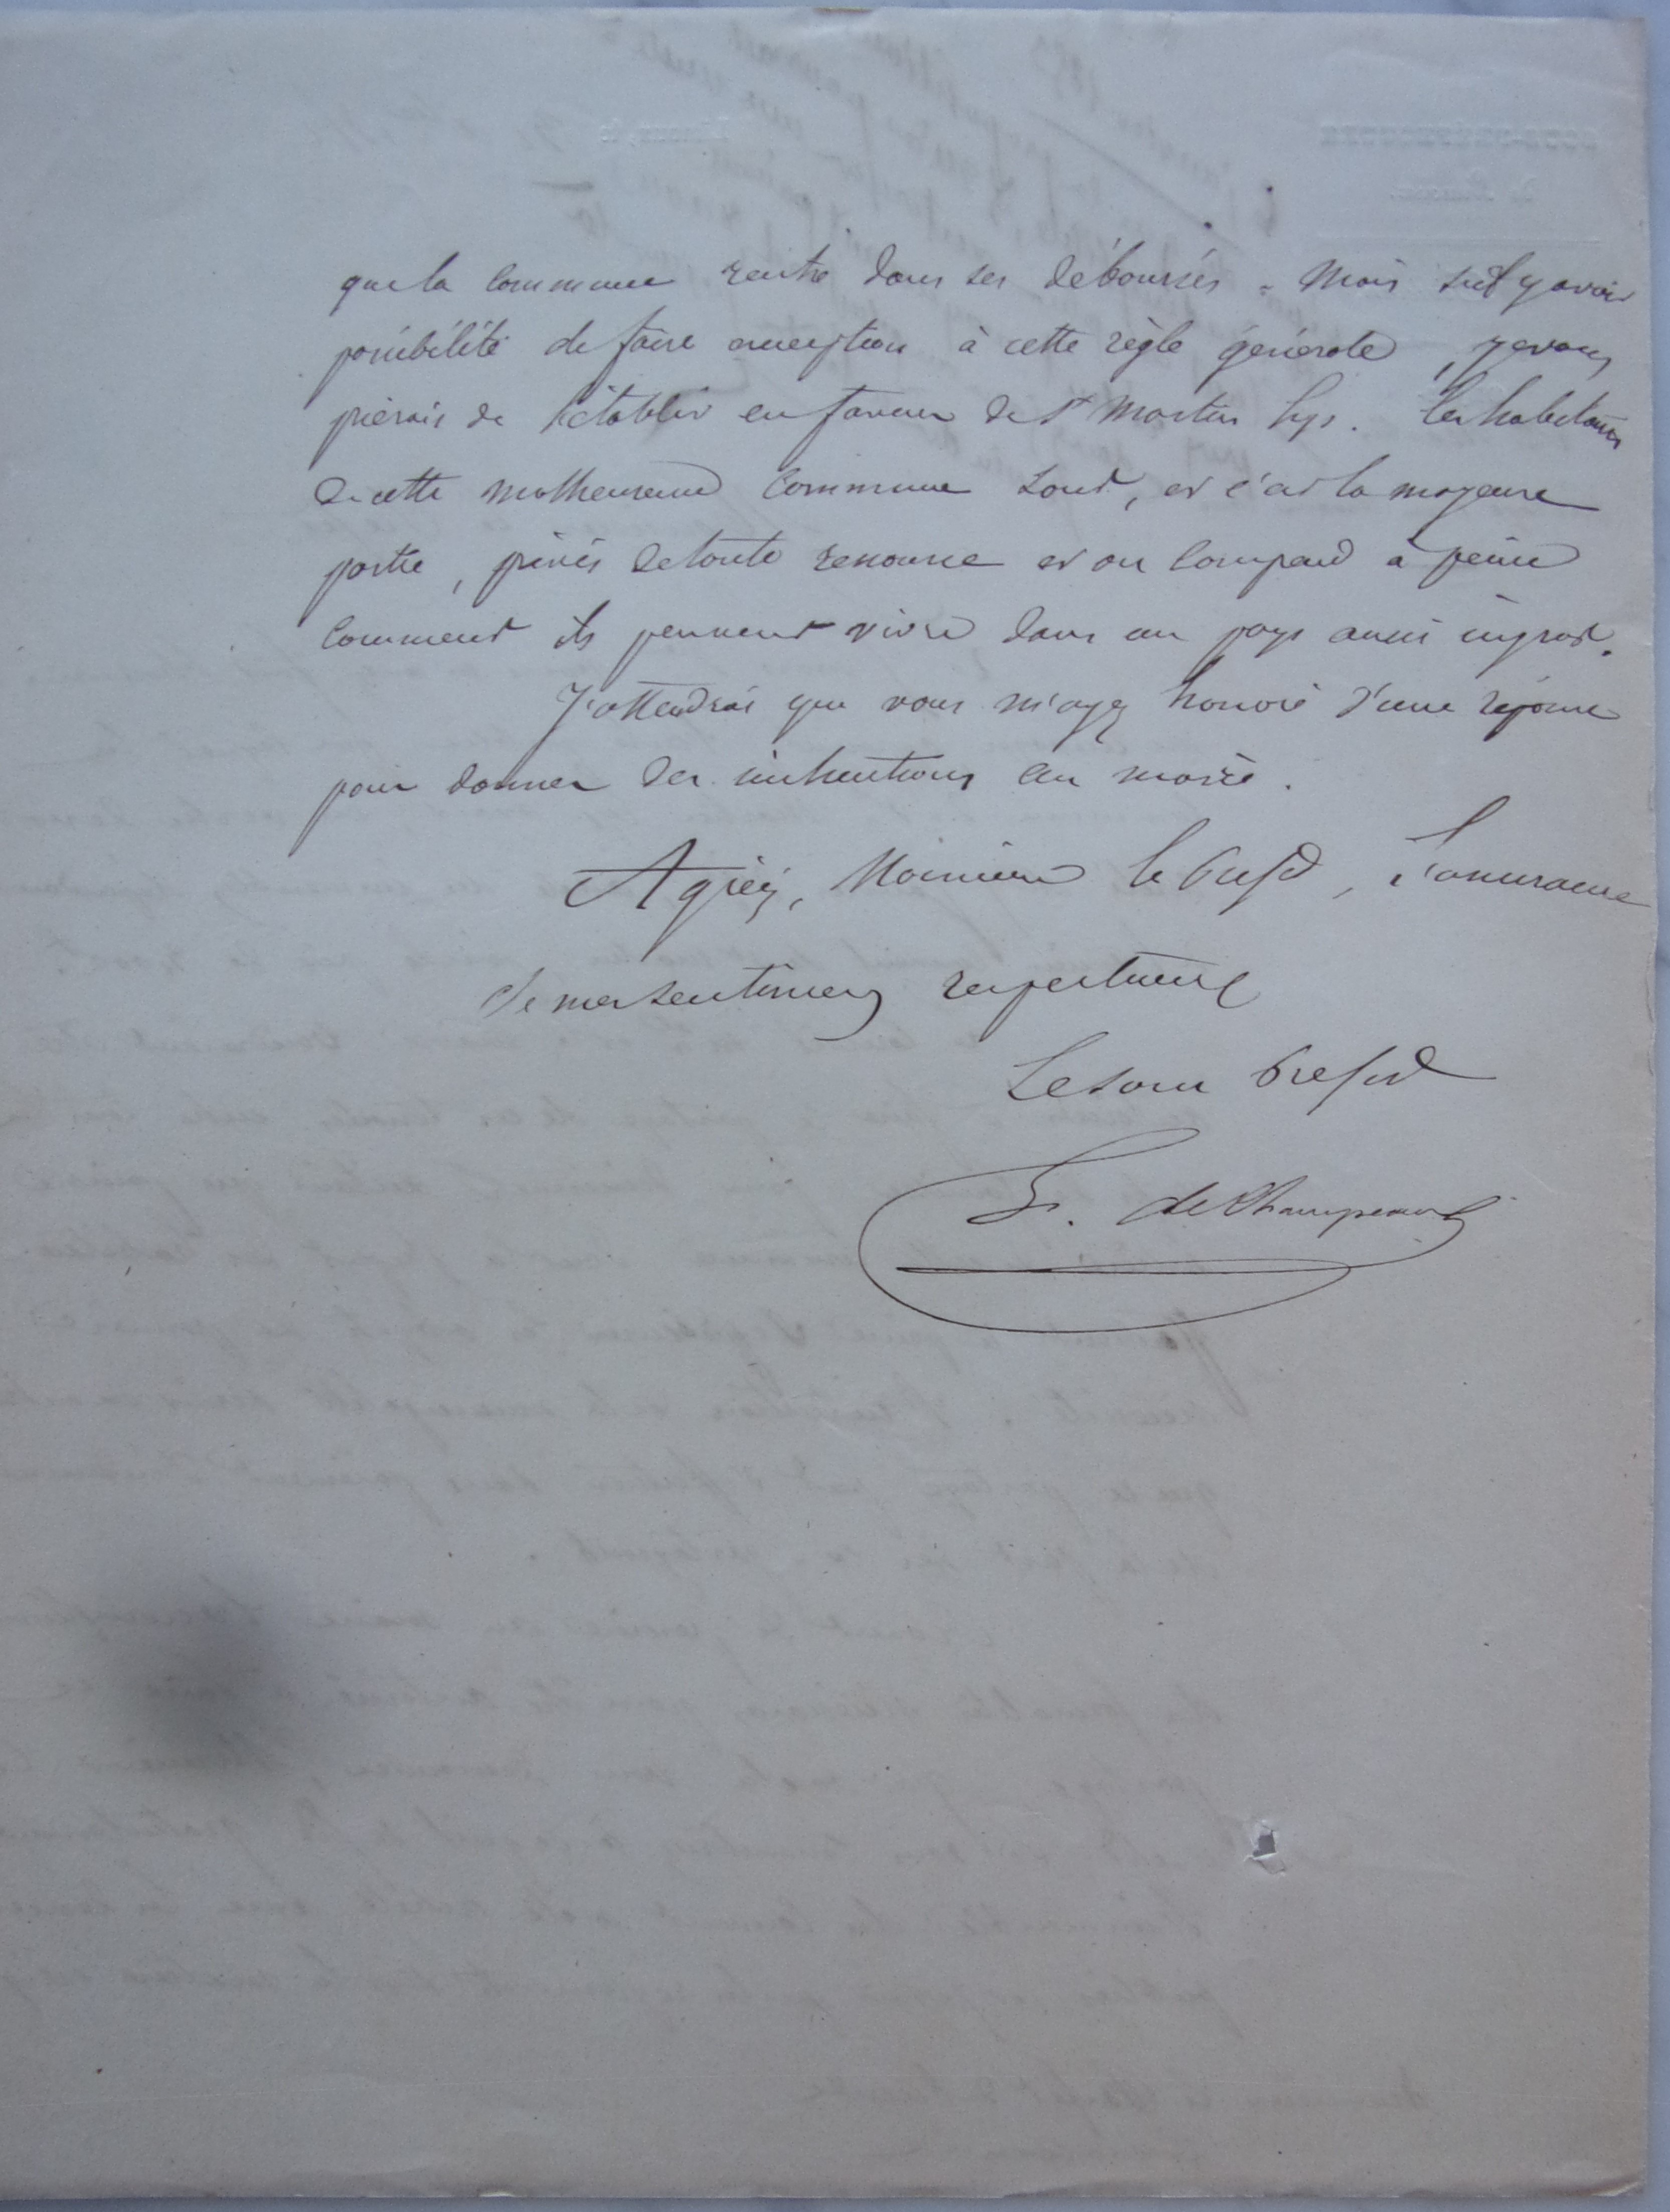 que la commune rentre dans ses déboursés. Mais s'il y avait
possibilité de faire exception à cette règle générale, je vous
prierais de l'établir en faveur de St Martin Lys. Les habitans
de cette malheureuse commune sont, et c'est la majeure
partie, privés de toute ressource et on comprend à peine
comment ils peuvent vivre dans un pays aussi ingrat.
J'attendrai que vous m'ayez honoré d'une réponse
pour donner des instructions au maire.
Agréez, Monsieur le Préfet, l'assurance
de mes sentimens respectueux
Le sous Préfet
de Champeaux